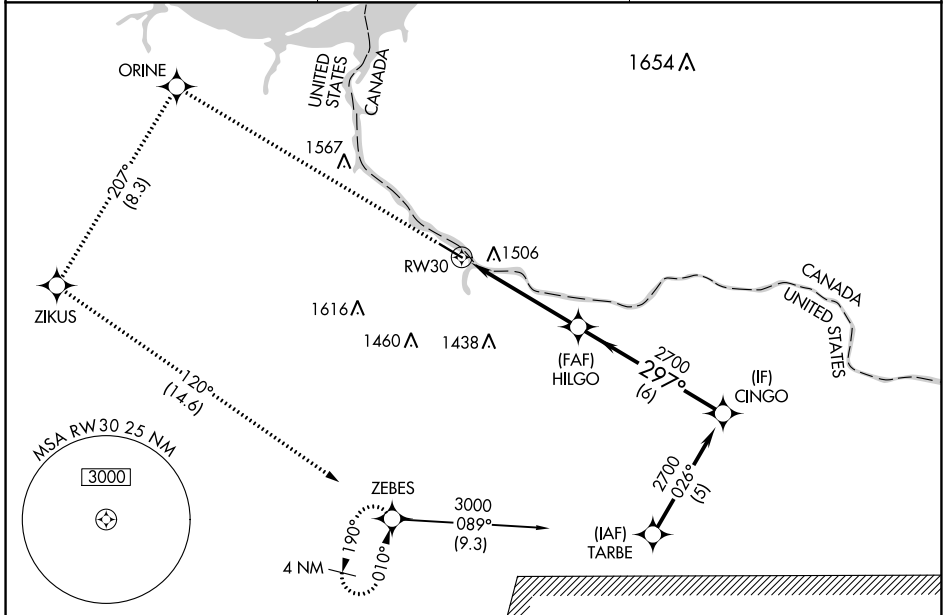 ORINE
UNITED
STATES
CANADA
1654
1567
207°
(8.3)
RW30
1506
ZIKUS
1616
1460
1438
CANADA
UNITED
STATES
(FAF)
HILGO
2700
297°
(6)
(IF)
CINGO
120°
(14.6)
MSA RW30 25 NM
3000
2700
026°
(5)
ZEBES
3000
089°
(9.3)
190°
010°
4 NM
(IAF)
TARBE